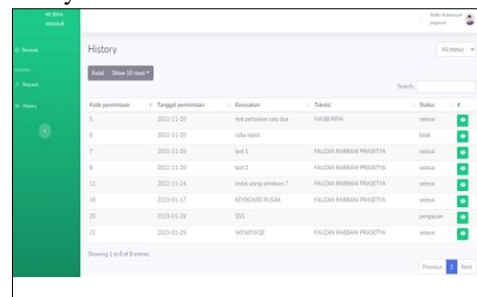 History
All status
Excel Show 10 rows
Search:
Kode permintaan Tanggal permintaan Kerusakan Teknisi Status #
5 2022-11-20 test perbaikan satu dua HASBI RIFAI selesai
6 2022-11-20 coba reject tolak
7 2022-11-20 test 1 FAUZAN RABBANI PRASETYA selesai
8 2022-11-20 test 2 FAUZAN RABBANI PRASETYA selesai
11 2022-11-24 instal ulang windows 7 FAUZAN RABBANI PRASETYA selesai
18 2023-01-17 KEYBOARD RUSAK FAUZAN RABBANI PRASETYA selesai
20 2023-01-29 SSS pengajuan
21 2023-01-29 WEWEWQE FAUZAN RABBANI PRASETYA selesai
Showing 1 to 8 of 8 entries
Previous 1 Next
Beranda
Request
History